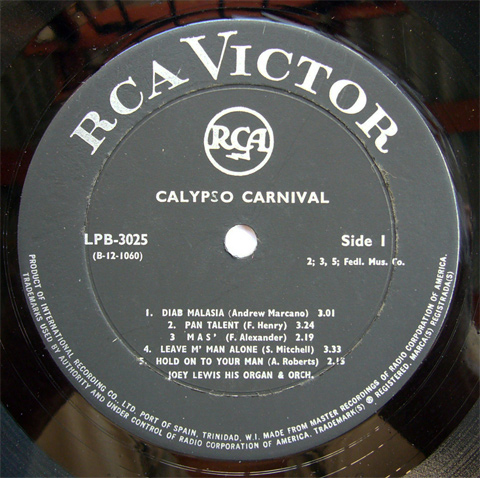 RCA VICTOR
RCA
CALYPSO CARNIVAL
LPB-3025
(B-12-1060)
Side 1
2; 3, 5; Fedl. Mus. Co.
1. DIAB MALASIA (Andrew Marcano) 3.01
2. PAN TALENT (F. Henry) 3.24
3 MAS' (F. Alexander) 2.19
4. LEAVE M' MAN ALONE (S. Mitchell) 3.33
5. HOLD ON TO YOUR MAN (A. Roberts) 2.13
JOEY LEWIS HIS ORGAN & ORCH.
PRODUCT OF INTERNATIONAL RECORDING CO. LTD. PORT OF SPAIN, TRINIDAD, W.I. MADE FROM MASTER RECORDINGS OF RADIO CORPORATION OF AMERICA.
TRADEMARKS USED BY AUTHORITY AND UNDER CONTROL OF RADIO CORPORATION OF AMERICA. TRADEMARK(S) ® REGISTERED. MARCA(S) REGISTRADA(S)